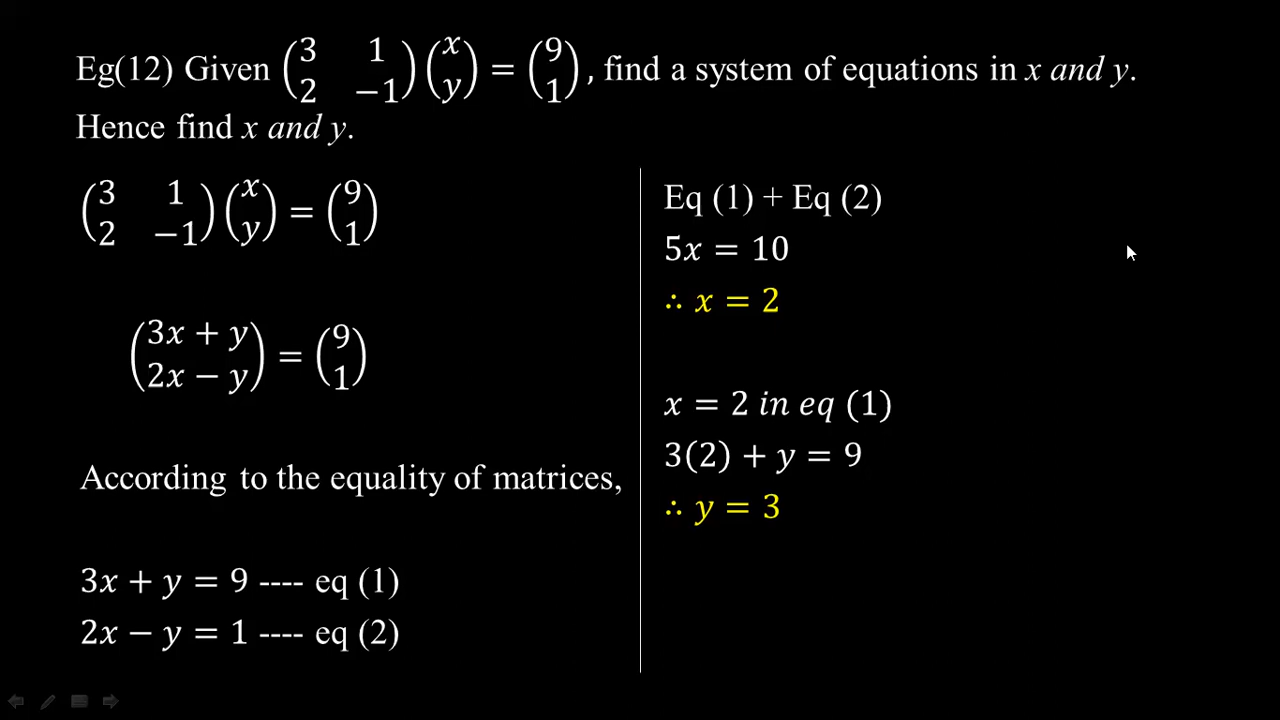 Eg(12) Given (3 1 / 2 −1)(x / y) = (9 / 1), find a system of equations in x and y.
Hence find x and y.
(3 1 / 2 −1)(x / y) = (9 / 1)
(3x + y / 2x − y) = (9 / 1)
According to the equality of matrices,
3x + y = 9 ---- eq (1)
2x − y = 1 ---- eq (2)
Eq (1) + Eq (2)
5x = 10
∴ x = 2
x = 2 in eq (1)
3(2) + y = 9
∴ y = 3